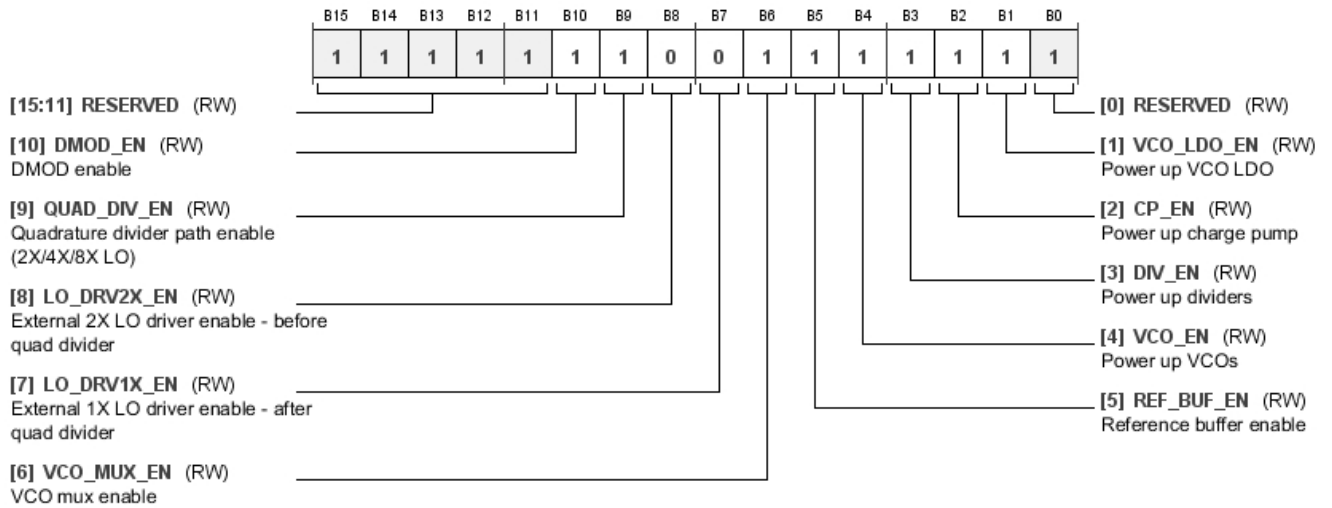 B15 B14 B13 B12 B11 B10 B9 B8 B7 B6 B5 B4 B3 B2 B1 B0
1 1 1 1 1 1 1 0 0 1 1 1 1 1 1 1
[15:11] RESERVED (RW)
[10] DMOD_EN (RW)
DMOD enable
[9] QUAD_DIV_EN (RW)
Quadrature divider path enable
(2X/4X/8X LO)
[8] LO_DRV2X_EN (RW)
External 2X LO driver enable - before
quad divider
[7] LO_DRV1X_EN (RW)
External 1X LO driver enable - after
quad divider
[6] VCO_MUX_EN (RW)
VCO mux enable
[0] RESERVED (RW)
[1] VCO_LDO_EN (RW)
Power up VCO LDO
[2] CP_EN (RW)
Power up charge pump
[3] DIV_EN (RW)
Power up dividers
[4] VCO_EN (RW)
Power up VCOs
[5] REF_BUF_EN (RW)
Reference buffer enable